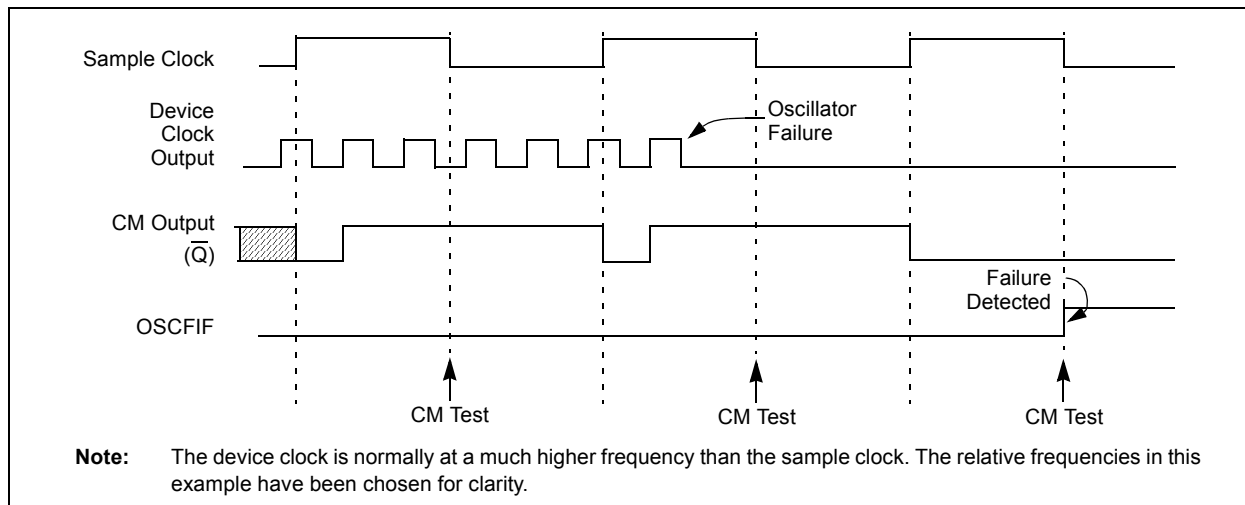 Sample Clock
Device
Clock
Output
Oscillator
Failure
CM Output
(Q̅)
Failure
Detected
OSCFIF
CM Test
CM Test
CM Test
Note: The device clock is normally at a much higher frequency than the sample clock. The relative frequencies in this
example have been chosen for clarity.